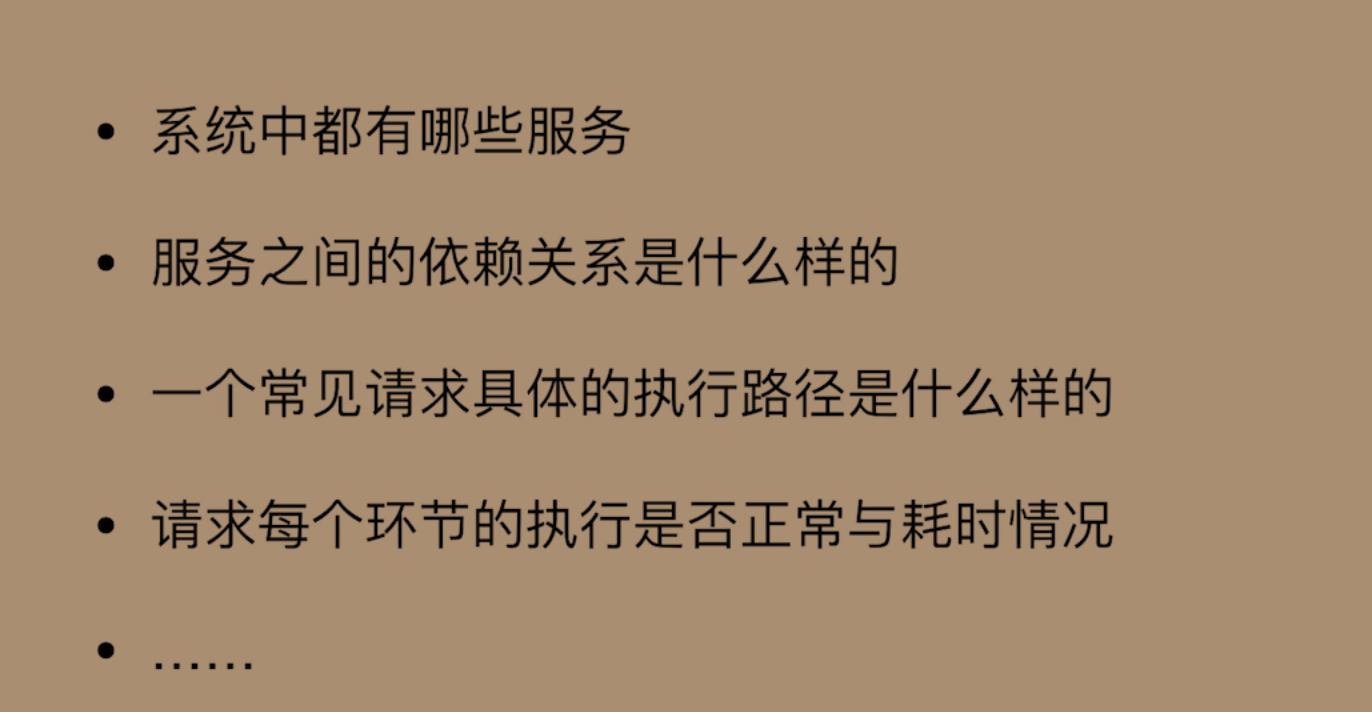 • 系统中都有哪些服务
• 服务之间的依赖关系是什么样的
• 一个常见请求具体的执行路径是什么样的
• 请求每个环节的执行是否正常与耗时情况
• ……